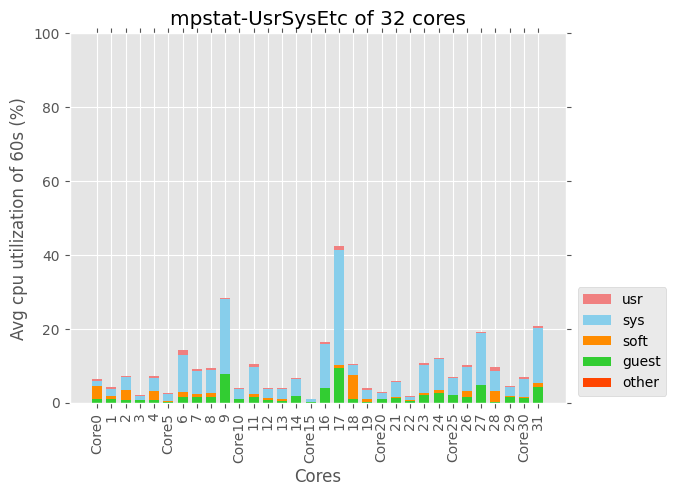 mpstat-UsrSysEtc of 32 cores
Avg cpu utilization of 60s (%)
100
80
60
40
20
0
Core0
1
2
3
4
Core5
6
7
8
9
Core10
11
12
13
14
Core15
16
17
18
19
Core20
21
22
23
24
Core25
26
27
28
29
Core30
31
Cores
usr
sys
soft
guest
other